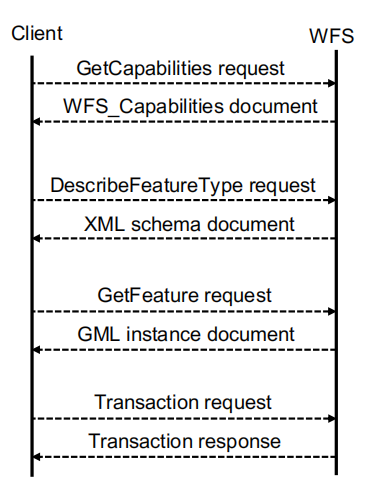 Client
WFS
GetCapabilities request
WFS_Capabilities document
DescribeFeatureType request
XML schema document
GetFeature request
GML instance document
Transaction request
Transaction response